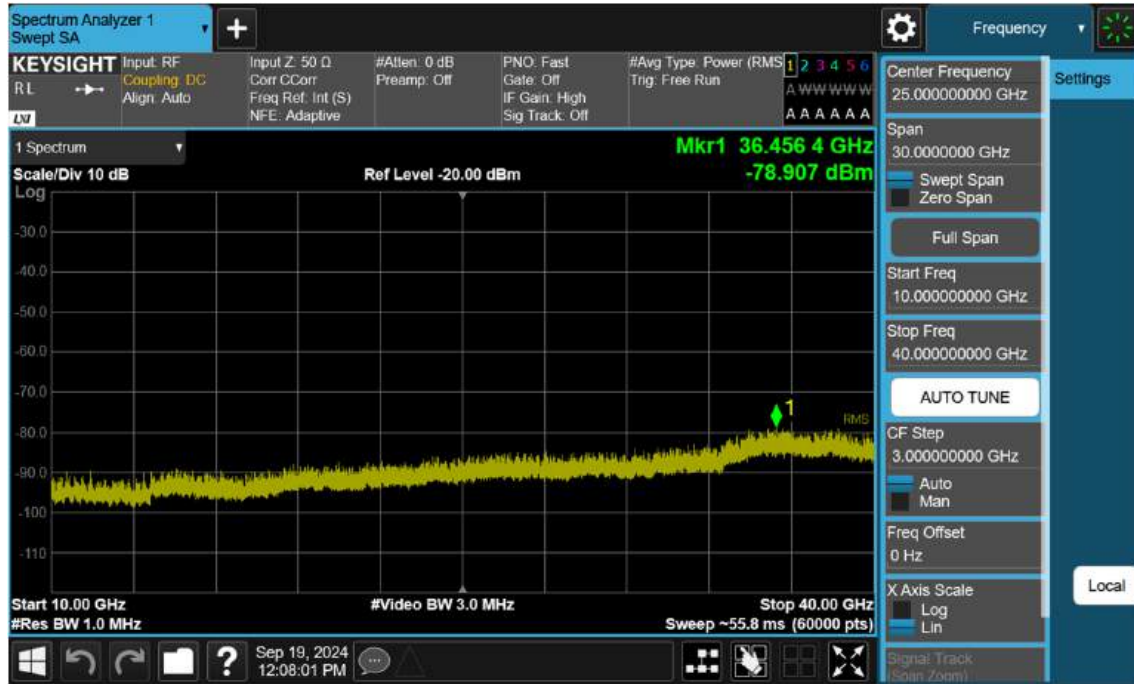 Spectrum Analyzer 1
Swept SA
+
Frequency
KEYSIGHT
RL
LXI
Input: RF
Coupling: DC
Align: Auto
Input Z: 50 Ω
Corr CCorr
Freq Ref: Int (S)
NFE: Adaptive
#Atten: 0 dB
Preamp: Off
PNO: Fast
Gate: Off
IF Gain: High
Sig Track: Off
#Avg Type: Power (RMS
Trig: Free Run
1 2 3 4 5 6
A W W W W W
A A A A A A
Center Frequency
25.000000000 GHz
Settings
1 Spectrum
Mkr1 36.456 4 GHz
-78.907 dBm
Scale/Div 10 dB
Ref Level -20.00 dBm
Log
-30.0
-40.0
-50.0
-60.0
-70.0
-80.0
-90.0
-100
-110
1
RMS
Start 10.00 GHz
#Video BW 3.0 MHz
Stop 40.00 GHz
#Res BW 1.0 MHz
Sweep ~55.8 ms (60000 pts)
Span
30.0000000 GHz
Swept Span
Zero Span
Full Span
Start Freq
10.000000000 GHz
Stop Freq
40.000000000 GHz
AUTO TUNE
CF Step
3.000000000 GHz
Auto
Man
Freq Offset
0 Hz
X Axis Scale
Log
Lin
Signal Track
(Span Zoom)
Local
?
Sep 19, 2024
12:08:01 PM